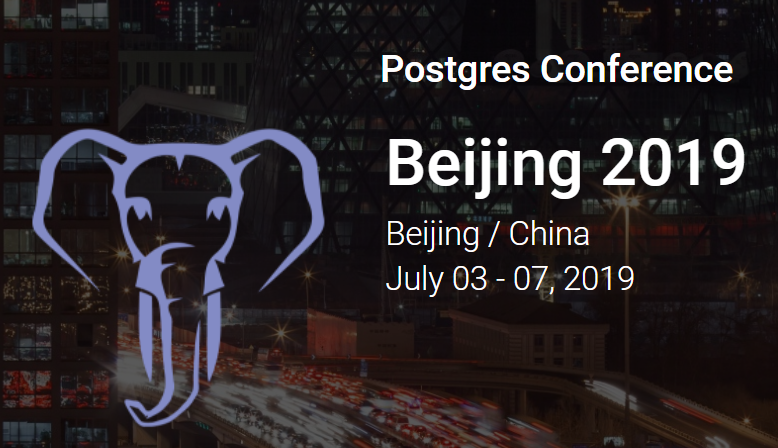 Postgres Conference
Beijing 2019
Beijing / China
July 03 - 07, 2019